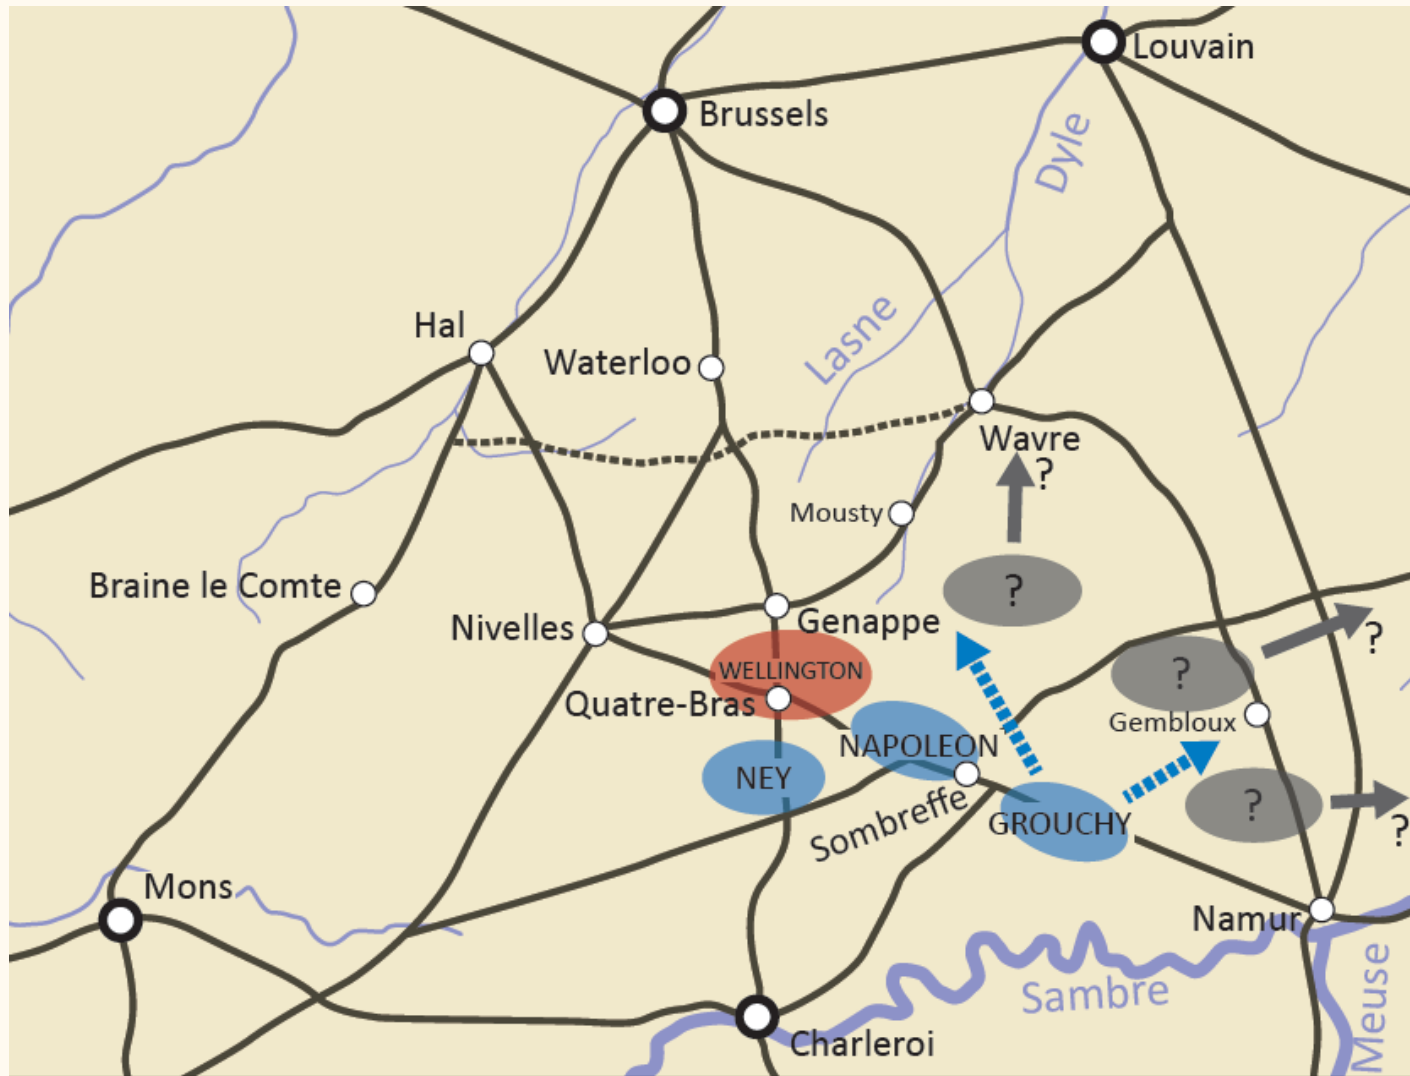 Louvain
Brussels
Dyle
Hal
Lasne
Waterloo
Wavre
?
Mousty
Braine le Comte
?
Nivelles
Genappe
?
WELLINGTON
?
Quatre-Bras
Gembloux
NAPOLEON
NEY
?
Sombreffe
GROUCHY
?
Mons
Namur
Sambre
Meuse
Charleroi